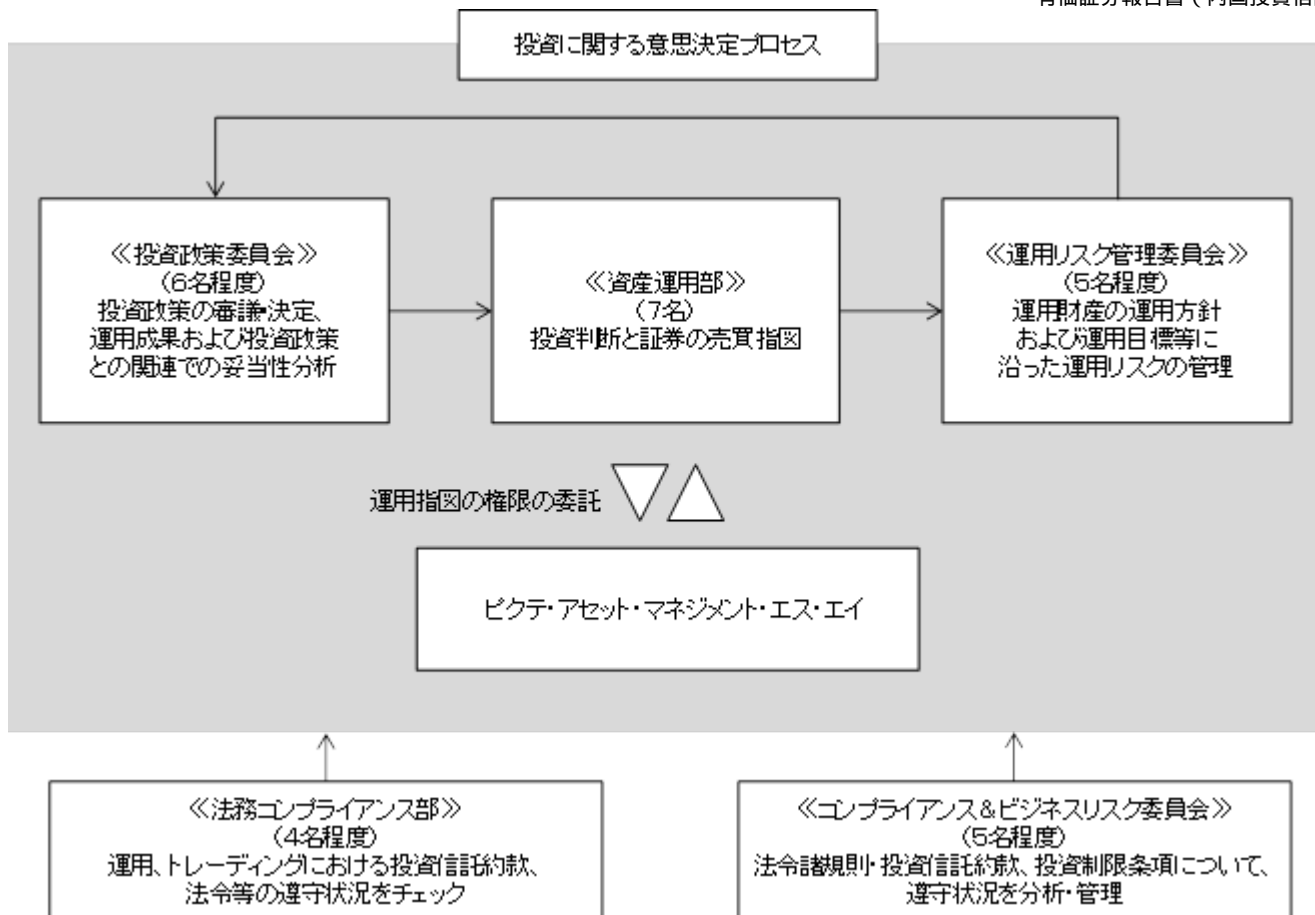 有価証券報告書(内国投資信
投資に関する意思決定プロセス
≪投資政策委員会≫
(6名程度)
投資政策の審議・決定、
運用成果および投資政策
との関連での妥当性分析
≪資産運用部≫
(7名)
投資判断と証券の売買指図
≪運用リスク管理委員会≫
(5名程度)
運用財産の運用方針
および運用目標等に
沿った運用リスクの管理
運用指図の権限の委託
ピクテ・アセット・マネジメント・エス・エイ
≪法務コンプライアンス部≫
(4名程度)
運用、トレーディングにおける投資信託約款、
法令等の遵守状況をチェック
≪コンプライアンス&ビジネスリスク委員会≫
(5名程度)
法令諸規則・投資信託約款、投資制限条項について、
遵守状況を分析・管理